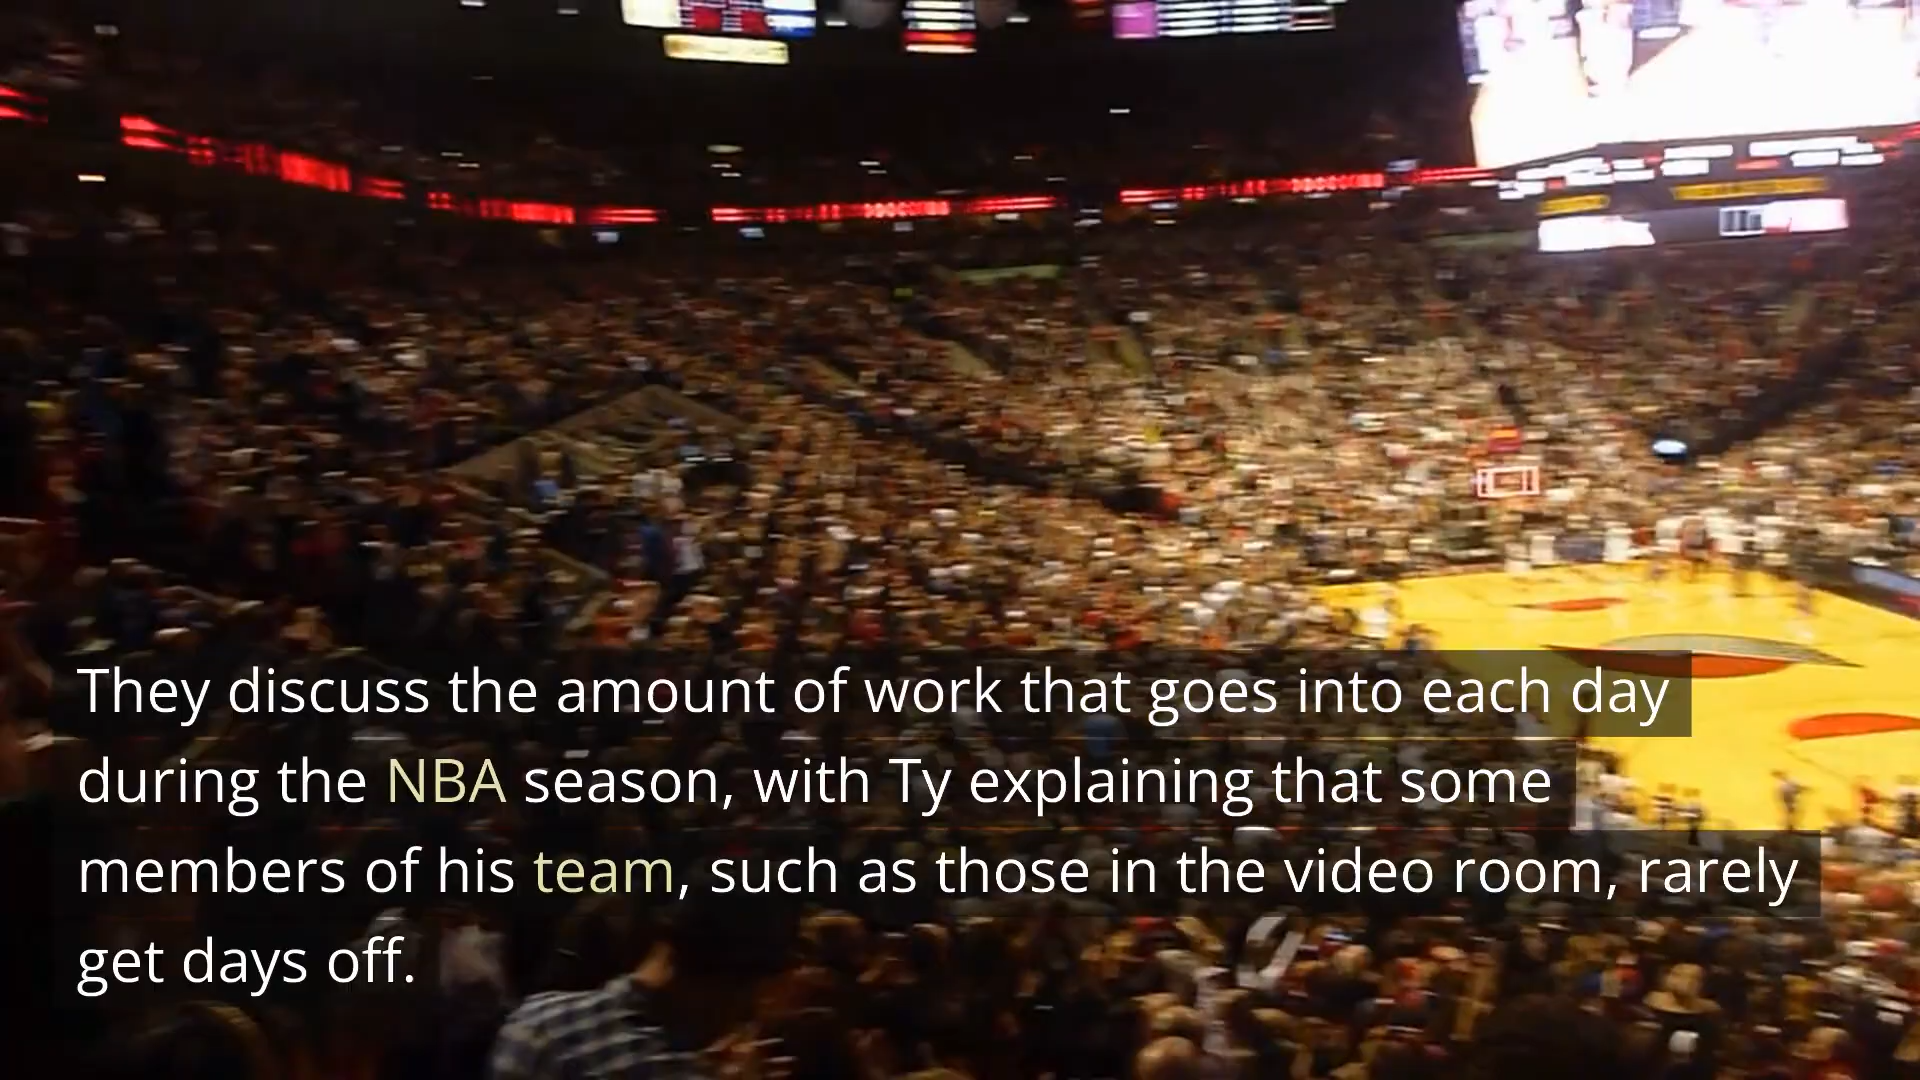 They discuss the amount of work that goes into each day
during the NBA season, with Ty explaining that some
members of his team, such as those in the video room, rarely
get days off.